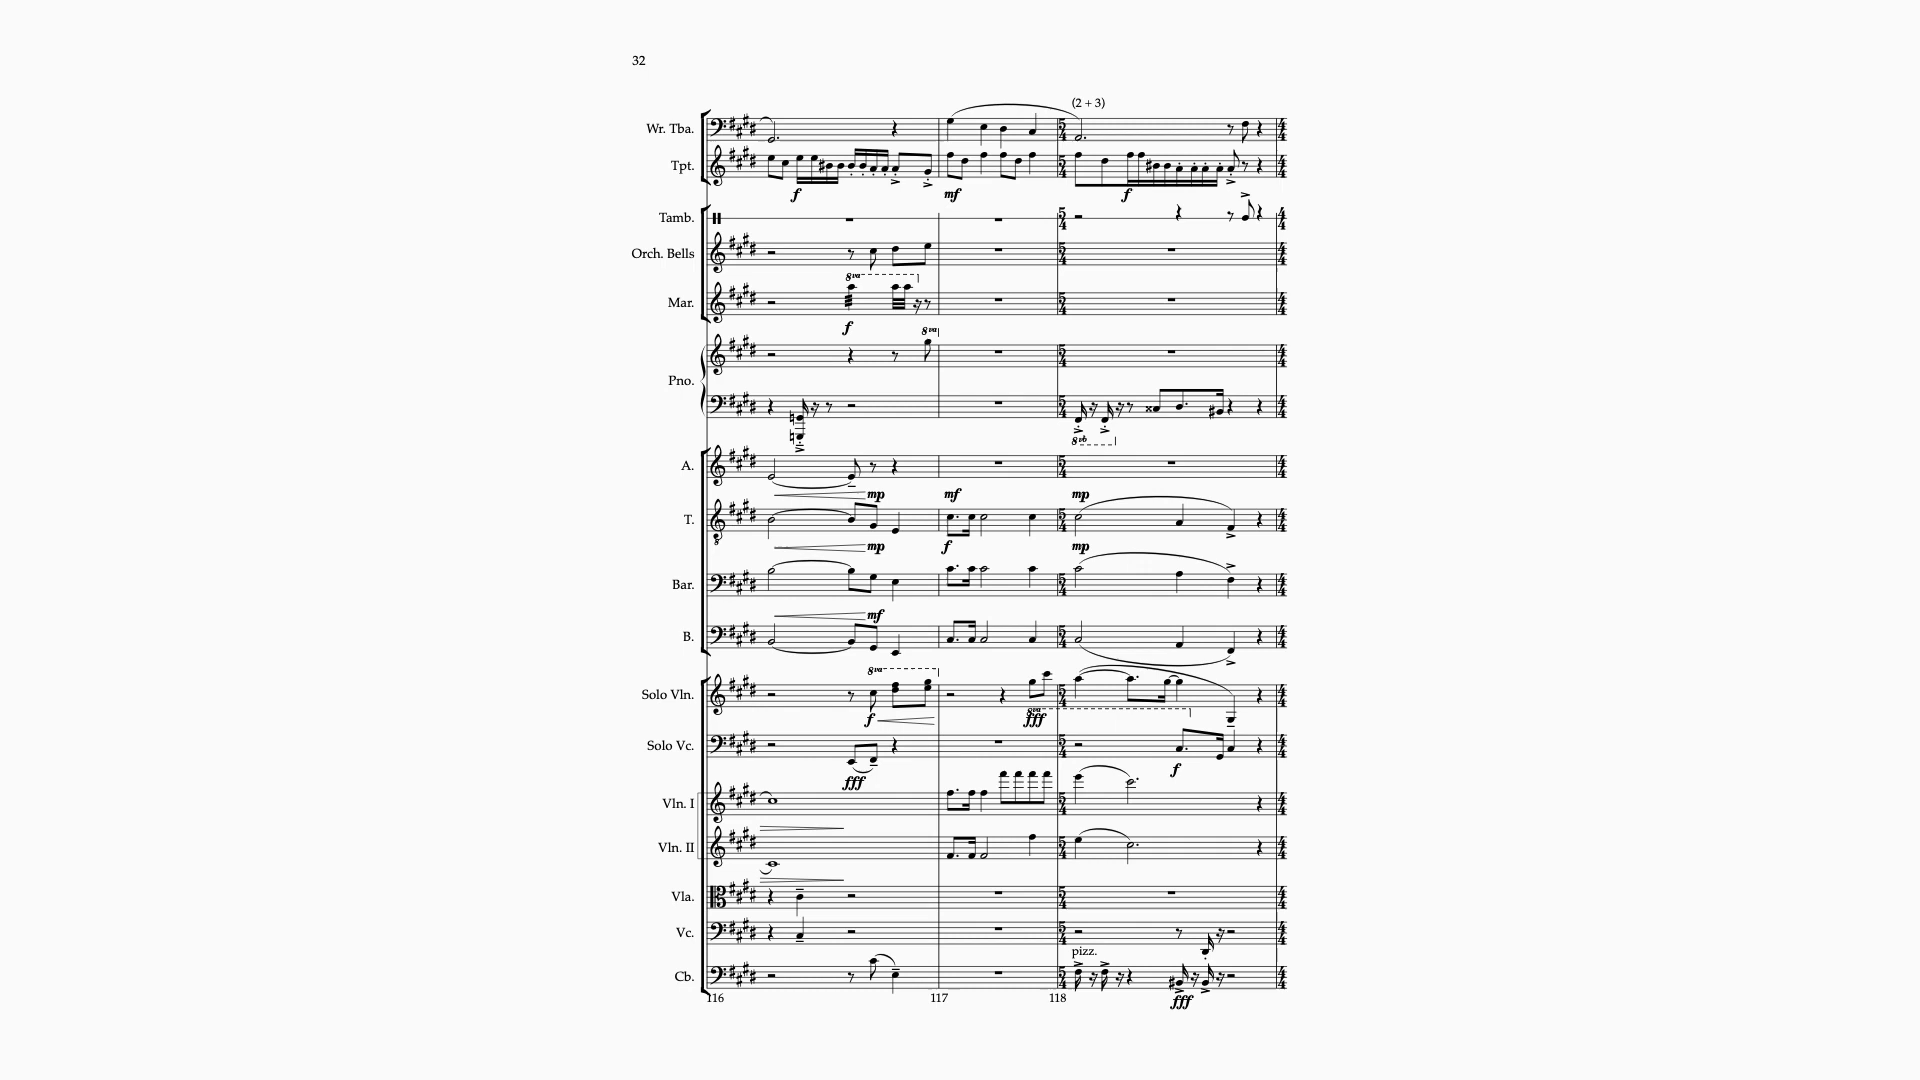 32
(2 + 3)
Wr. Tba.
Tpt.
f
mf
f
Tamb.
Orch. Bells
8va
Mar.
f
8va
Pno.
8vb
A.
mp
mf
mp
T.
mp
f
mp
Bar.
mf
B.
8va
Solo Vln.
f
8va
fff
Solo Vc.
fff
f
Vln. I
Vln. II
Vla.
Vc.
pizz.
Cb.
116
117
118
fff